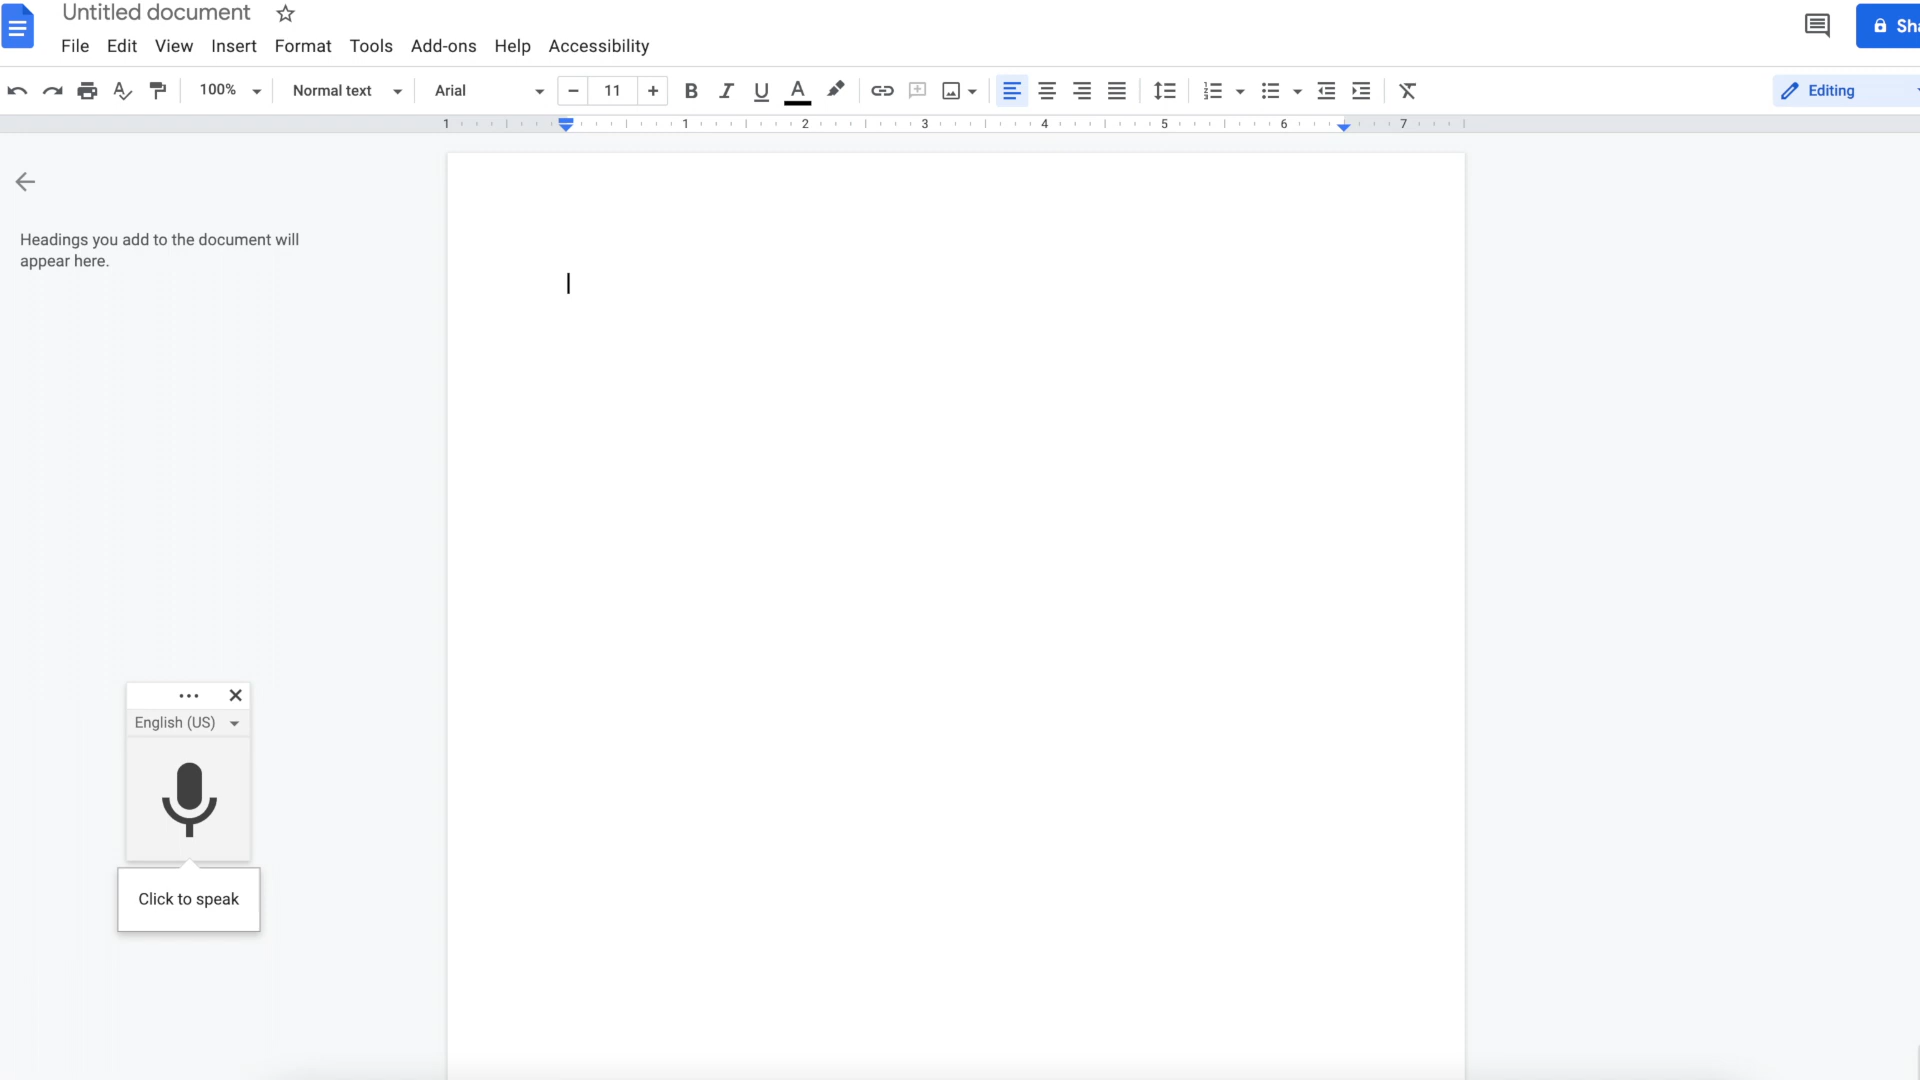 Untitled document
File Edit View Insert Format Tools Add-ons Help Accessibility
100% Normal text Arial 11 Editing
1 1 2 3 4 5 6 7
Headings you add to the document will
appear here.
English (US)
Click to speak